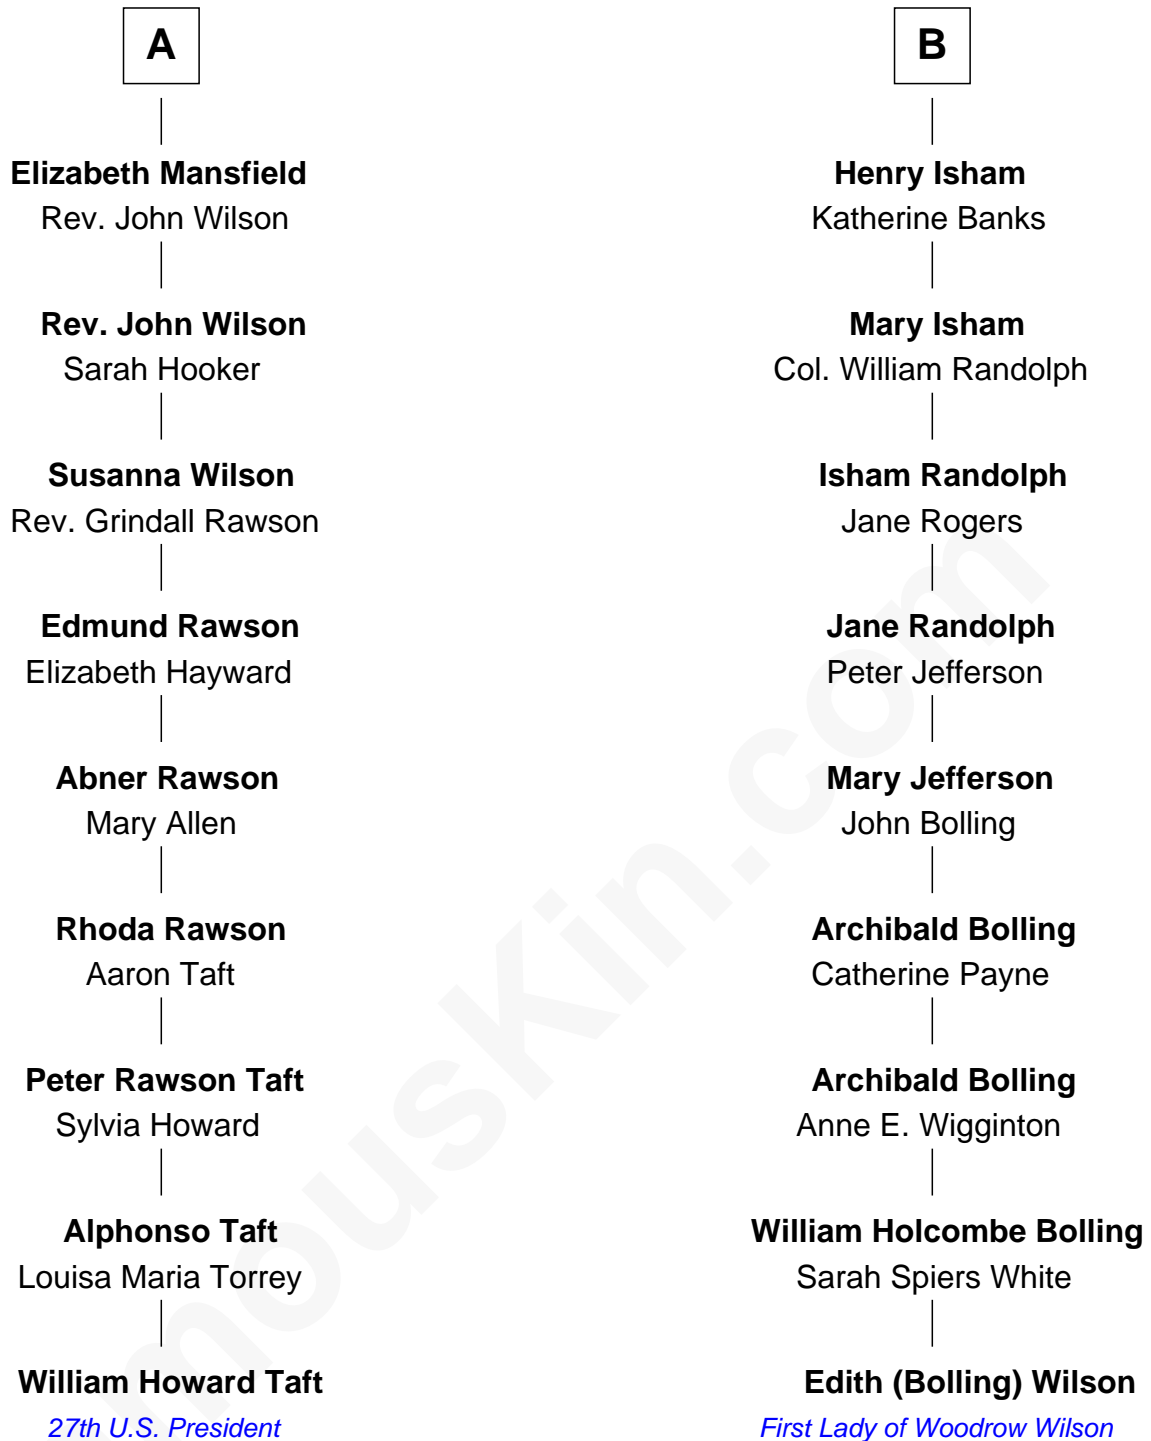 A
Elizabeth Mansfield
Rev. John Wilson
Rev. John Wilson
Sarah Hooker
Susanna Wilson
Rev. Grindall Rawson
Edmund Rawson
Elizabeth Hayward
Abner Rawson
Mary Allen
Rhoda Rawson
Aaron Taft
Peter Rawson Taft
Sylvia Howard
Alphonso Taft
Louisa Maria Torrey
William Howard Taft
27th U.S. President
B
Henry Isham
Katherine Banks
Mary Isham
Col. William Randolph
Isham Randolph
Jane Rogers
Jane Randolph
Peter Jefferson
Mary Jefferson
John Bolling
Archibald Bolling
Catherine Payne
Archibald Bolling
Anne E. Wigginton
William Holcombe Bolling
Sarah Spiers White
Edith (Bolling) Wilson
First Lady of Woodrow Wilson
mousKin.com